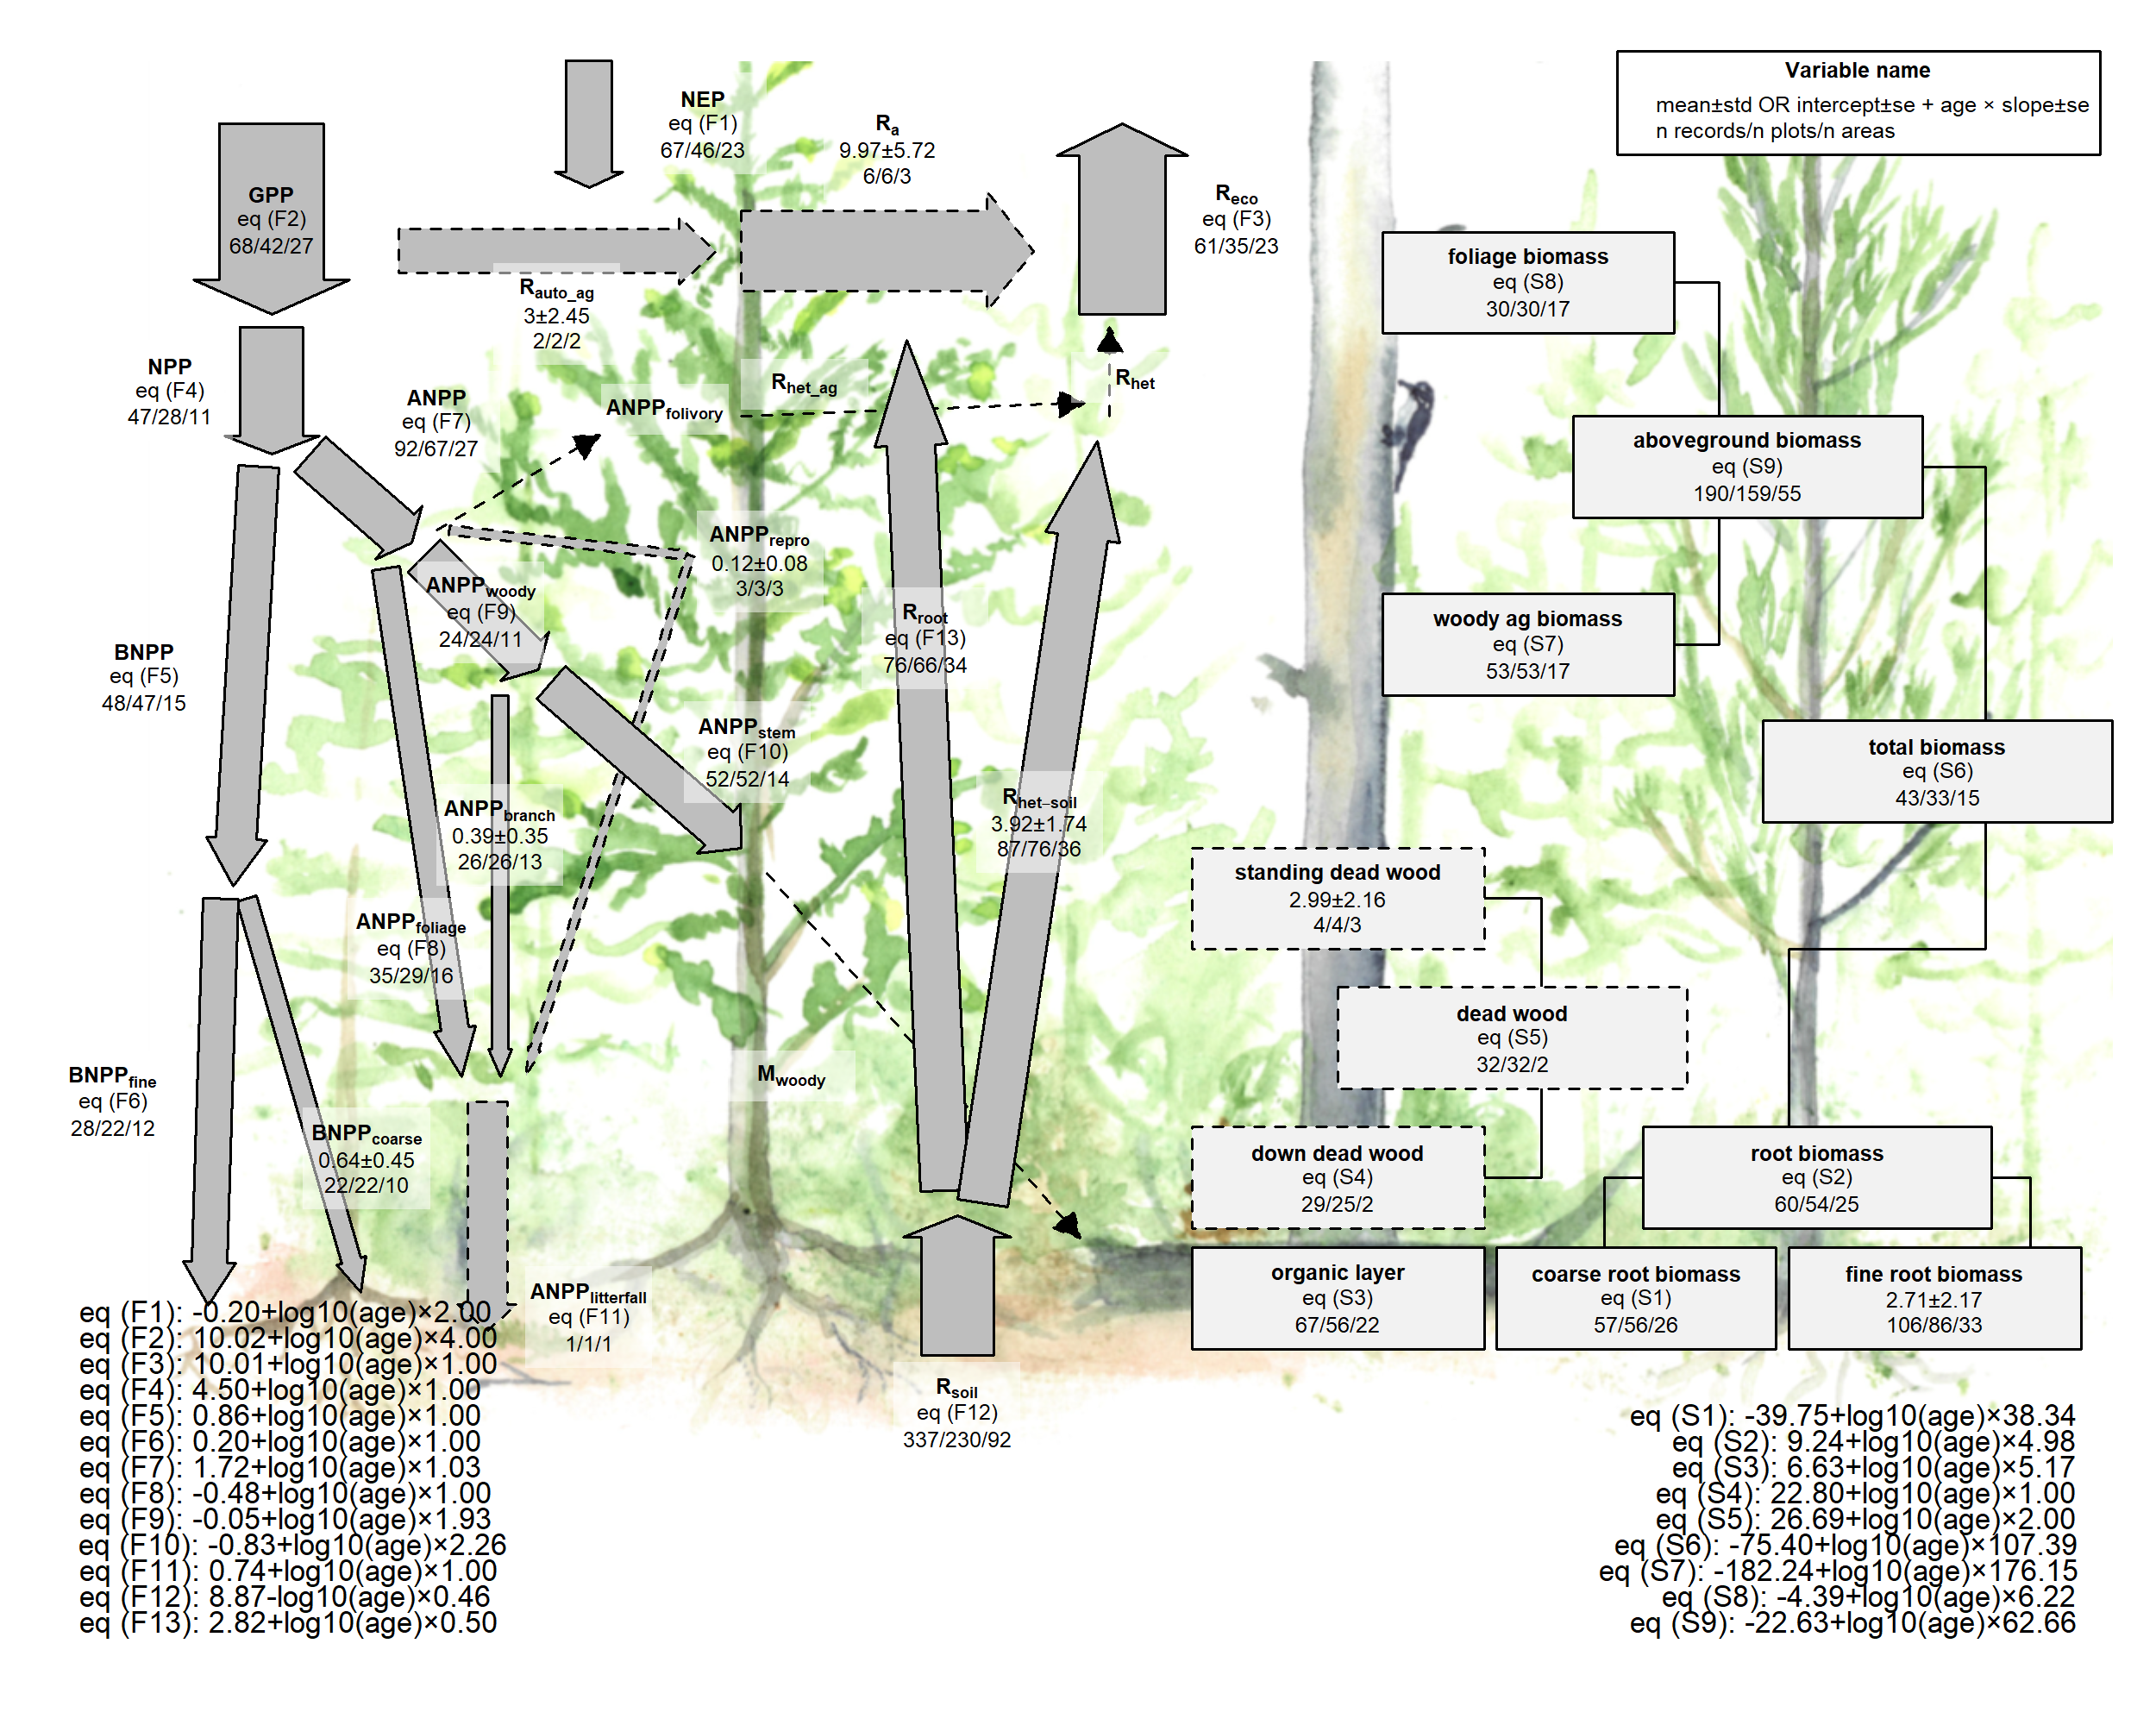 Variable name
mean±std OR intercept±se + age × slope±se
n records/n plots/n areas
NEP
eq (F1)
67/46/23
R_a
9.97±5.72
6/6/3
GPP
eq (F2)
68/42/27
R_eco
eq (F3)
61/35/23
R_auto_ag
3±2.45
2/2/2
NPP
eq (F4)
47/28/11
ANPP
eq (F7)
92/67/27
ANPP_folivory
R_het_ag
R_het
ANPP_repro
0.12±0.08
3/3/3
ANPP_woody
eq (F9)
24/24/11
R_root
eq (F13)
76/66/34
BNPP
eq (F5)
48/47/15
ANPP_stem
eq (F10)
52/52/14
ANPP_branch
0.39±0.35
26/26/13
R_het-soil
3.92±1.74
87/76/36
ANPP_foliage
eq (F8)
35/29/16
M_woody
BNPP_fine
eq (F6)
28/22/12
BNPP_coarse
0.64±0.45
22/22/10
ANPP_litterfall
eq (F11)
1/1/1
R_soil
eq (F12)
337/230/92
foliage biomass
eq (S8)
30/30/17
aboveground biomass
eq (S9)
190/159/55
woody ag biomass
eq (S7)
53/53/17
total biomass
eq (S6)
43/33/15
standing dead wood
2.99±2.16
4/4/3
dead wood
eq (S5)
32/32/2
down dead wood
eq (S4)
29/25/2
root biomass
eq (S2)
60/54/25
organic layer
eq (S3)
67/56/22
coarse root biomass
eq (S1)
57/56/26
fine root biomass
2.71±2.17
106/86/33
eq (F1): -0.20+log10(age)×2.00
eq (F2): 10.02+log10(age)×4.00
eq (F3): 10.01+log10(age)×1.00
eq (F4): 4.50+log10(age)×1.00
eq (F5): 0.86+log10(age)×1.00
eq (F6): 0.20+log10(age)×1.00
eq (F7): 1.72+log10(age)×1.03
eq (F8): -0.48+log10(age)×1.00
eq (F9): -0.05+log10(age)×1.93
eq (F10): -0.83+log10(age)×2.26
eq (F11): 0.74+log10(age)×1.00
eq (F12): 8.87-log10(age)×0.46
eq (F13): 2.82+log10(age)×0.50
eq (S1): -39.75+log10(age)×38.34
eq (S2): 9.24+log10(age)×4.98
eq (S3): 6.63+log10(age)×5.17
eq (S4): 22.80+log10(age)×1.00
eq (S5): 26.69+log10(age)×2.00
eq (S6): -75.40+log10(age)×107.39
eq (S7): -182.24+log10(age)×176.15
eq (S8): -4.39+log10(age)×6.22
eq (S9): -22.63+log10(age)×62.66